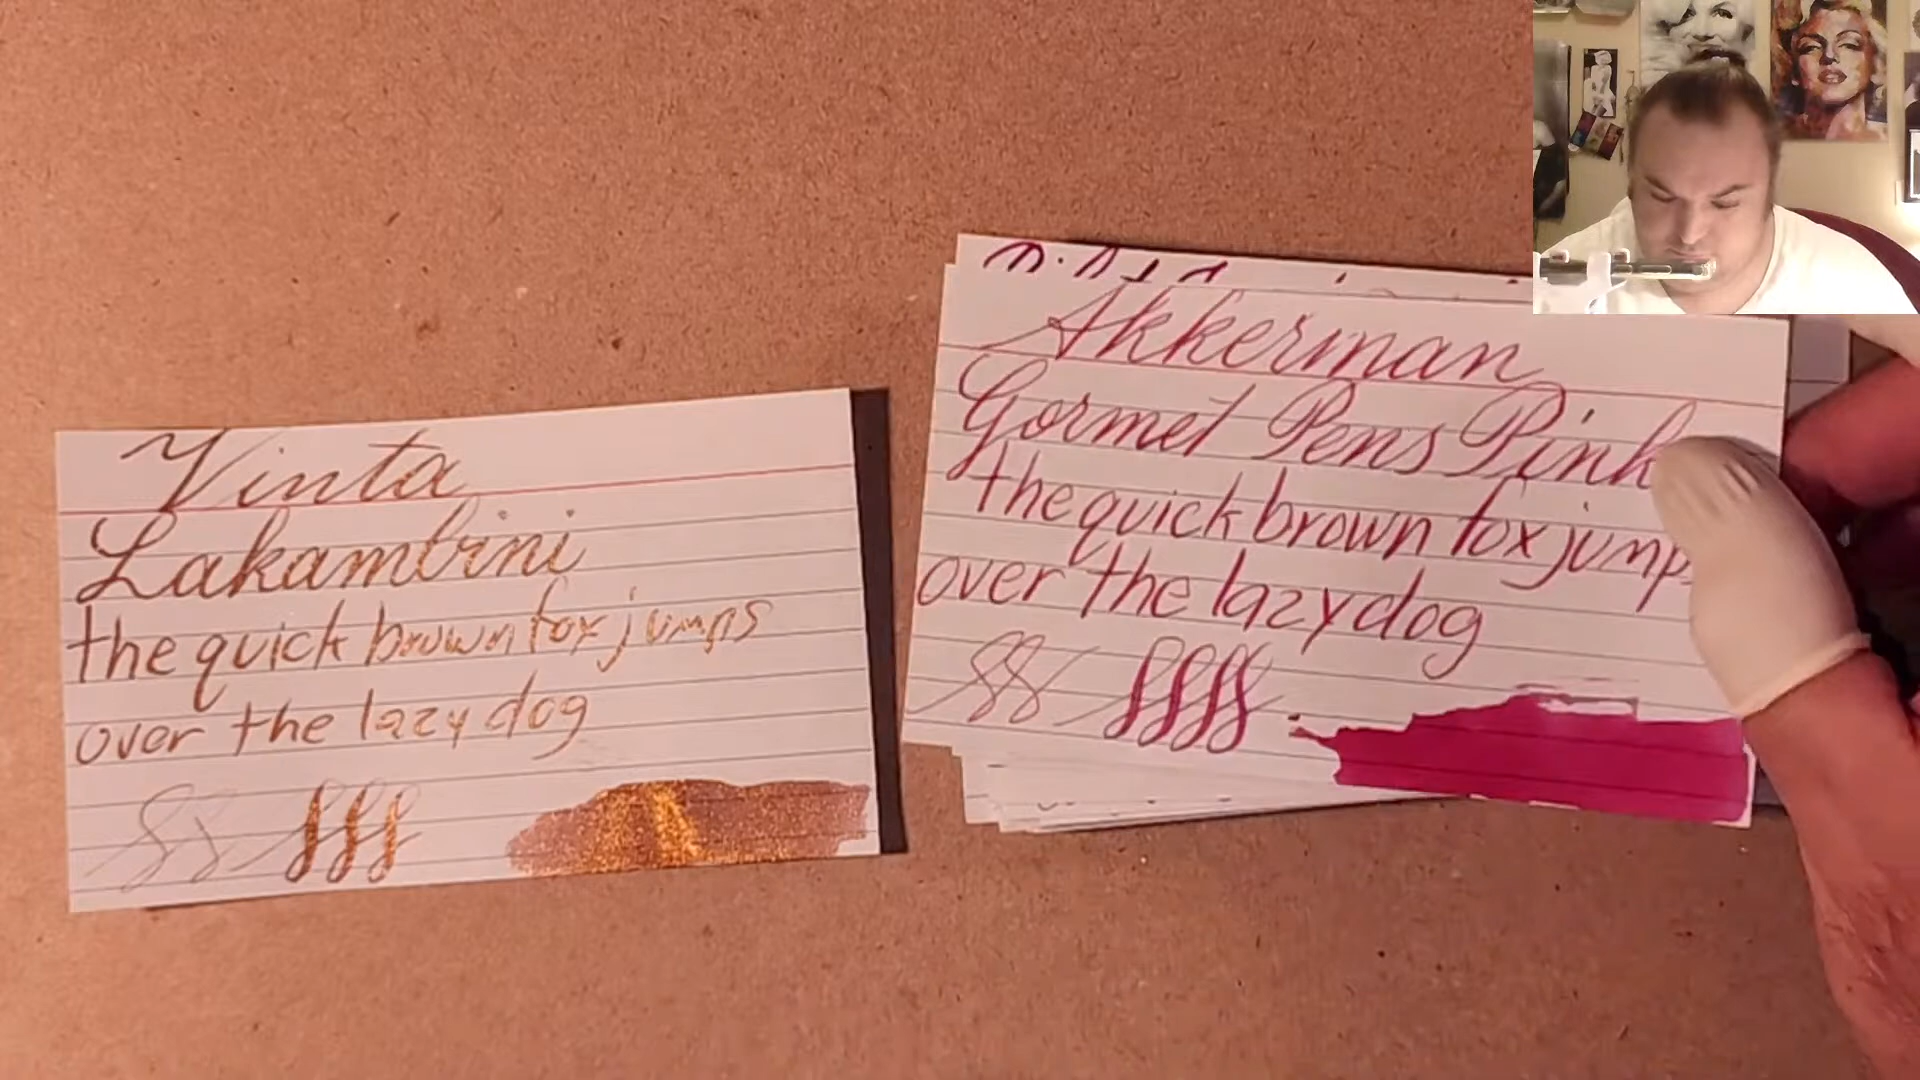 Vinta
Lakambini
the quick brown fox jumps
over the lazy dog
Akkerman
Gormet Pens Pink
the quick brown fox jumps
over the lazy dog